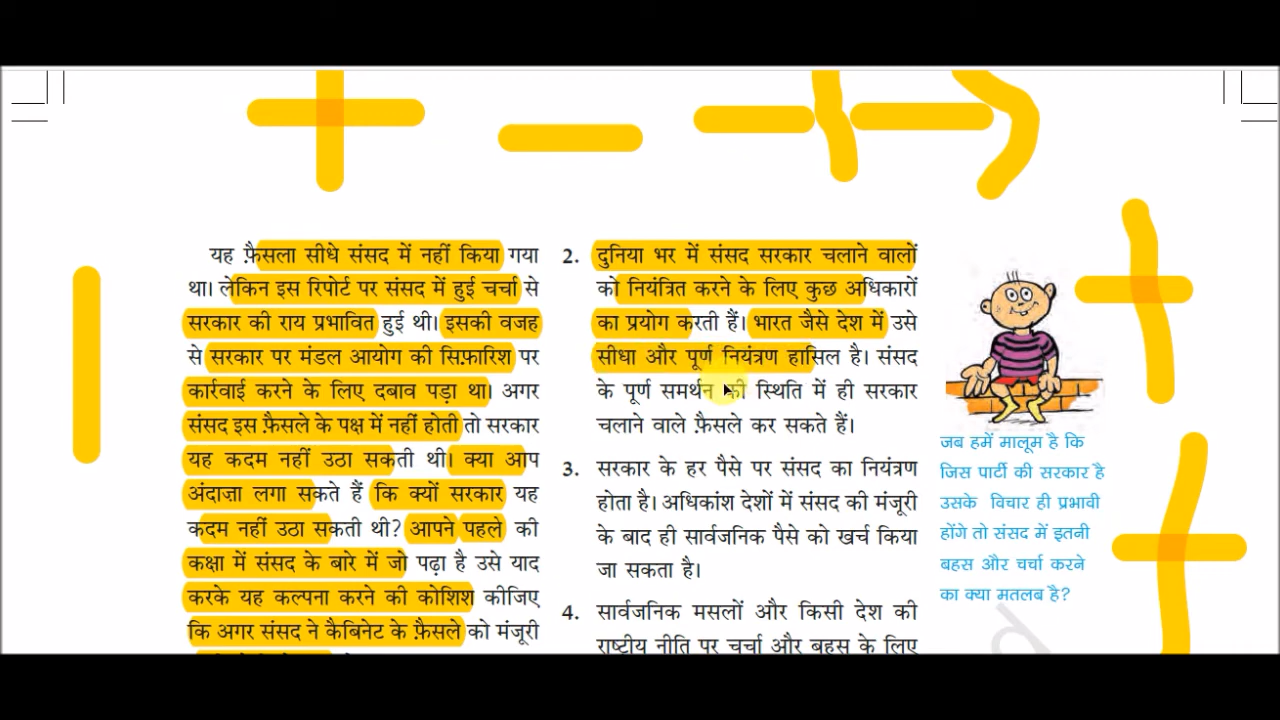 यह फ़ैसला सीधे संसद में नहीं किया गया
था। लेकिन इस रिपोर्ट पर संसद में हुई चर्चा से
सरकार की राय प्रभावित हुई थी। इसकी वजह
से सरकार पर मंडल आयोग की सिफ़ारिश पर
कार्रवाई करने के लिए दबाव पड़ा था। अगर
संसद इस फ़ैसले के पक्ष में नहीं होती तो सरकार
यह कदम नहीं उठा सकती थी। क्या आप
अंदाज़ा लगा सकते हैं कि क्यों सरकार यह
कदम नहीं उठा सकती थी? आपने पहले की
कक्षा में संसद के बारे में जो पढ़ा है उसे याद
करके यह कल्पना करने की कोशिश कीजिए
कि अगर संसद ने कैबिनेट के फ़ैसले को मंजूरी
2. दुनिया भर में संसद सरकार चलाने वालों
को नियंत्रित करने के लिए कुछ अधिकारों
का प्रयोग करती हैं। भारत जैसे देश में उसे
सीधा और पूर्ण नियंत्रण हासिल है। संसद
के पूर्ण समर्थन की स्थिति में ही सरकार
चलाने वाले फ़ैसले कर सकते हैं।
3. सरकार के हर पैसे पर संसद का नियंत्रण
होता है। अधिकांश देशों में संसद की मंजूरी
के बाद ही सार्वजनिक पैसे को खर्च किया
जा सकता है।
4. सार्वजनिक मसलों और किसी देश की
राष्ट्रीय नीति पर चर्चा और बहस के लिए
जब हमें मालूम है कि
जिस पार्टी की सरकार है
उसके विचार ही प्रभावी
होंगे तो संसद में इतनी
बहस और चर्चा करने
का क्या मतलब है?